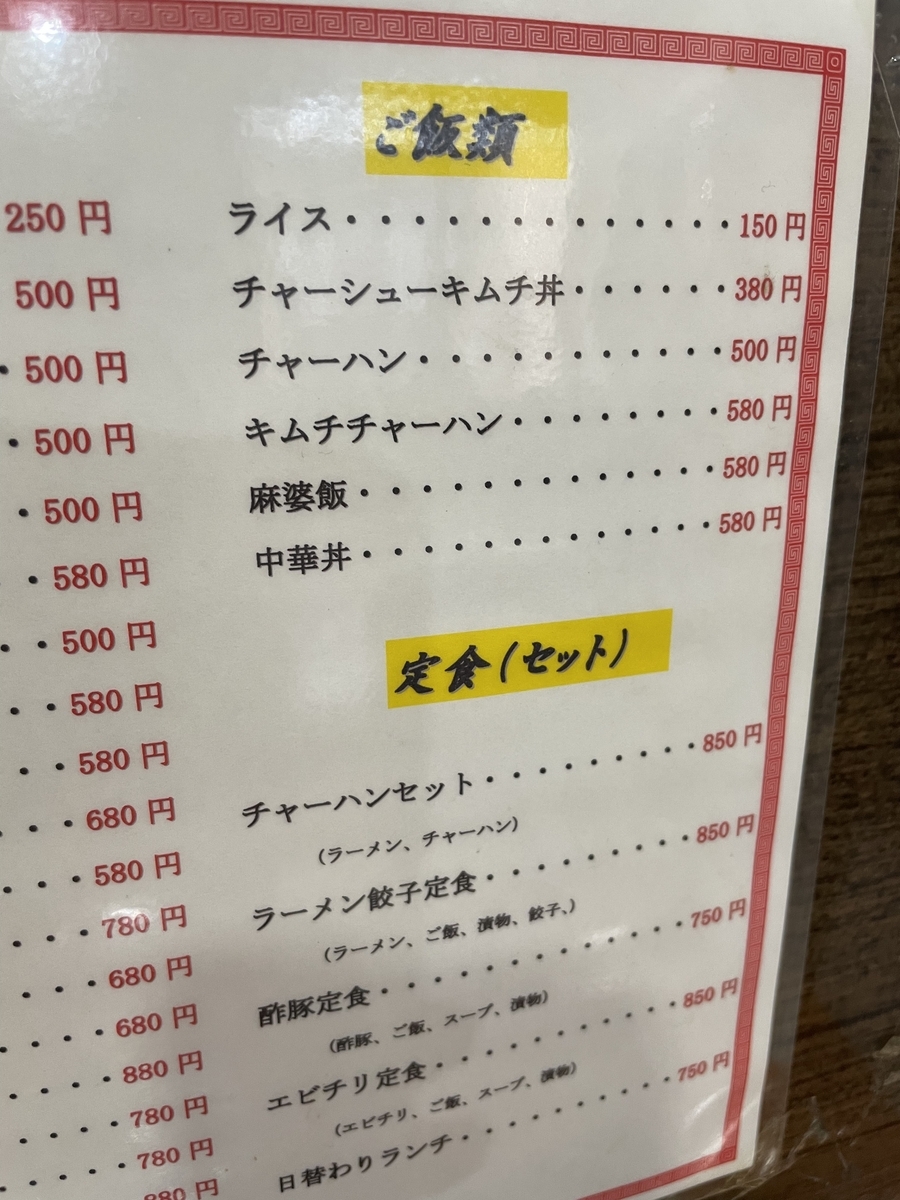 250 円
500 円
・500 円
・500 円
・500 円
・580 円
・・500 円
・・580 円
・・580 円
・・・680 円
・・・580 円
・・・・780 円
・・・・680 円
・・・・680 円
・・・・・880 円
・・・・・780 円
・・・・・・780 円
880 円
ご飯類
ライス・・・・・・・・・・・・・150 円
チャーシューキムチ丼・・・・・・380 円
チャーハン・・・・・・・・・・・500 円
キムチチャーハン・・・・・・・・580 円
麻婆飯・・・・・・・・・・・・・580 円
中華丼・・・・・・・・・・・・・580 円
定食(セット)
チャーハンセット・・・・・・・・・850 円
(ラーメン、チャーハン)
ラーメン餃子定食・・・・・・・・・850 円
(ラーメン、ご飯、漬物、餃子、)
酢豚定食・・・・・・・・・・・・・750 円
(酢豚、ご飯、スープ、漬物)
エビチリ定食・・・・・・・・・・・850 円
(エビチリ、ご飯、スープ、漬物)
日替わりランチ・・・・・・・・・・750 円